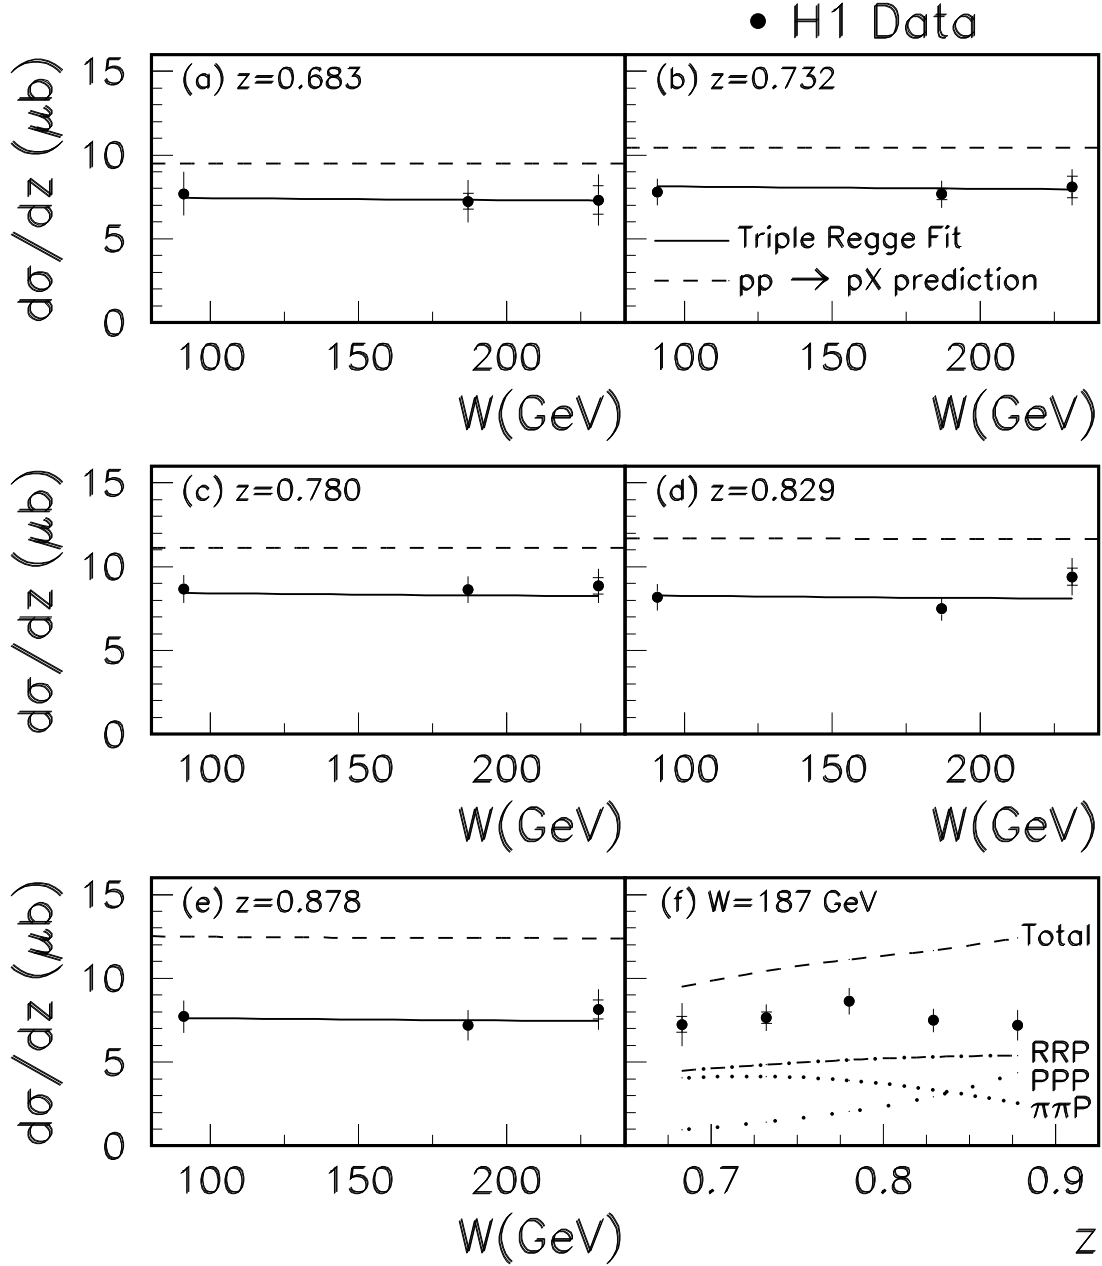 H1 Data
(a) z=0.683
(b) z=0.732
dσ/dz (μb)
15
10
5
0
Triple Regge Fit
pp → pX prediction
100 150 200
100 150 200
W(GeV)
W(GeV)
(c) z=0.780
(d) z=0.829
dσ/dz (μb)
15
10
5
0
100 150 200
100 150 200
W(GeV)
W(GeV)
(e) z=0.878
(f) W=187 GeV
dσ/dz (μb)
15
10
5
0
Total
RRP
PPP
ππP
100 150 200
0.7 0.8 0.9
W(GeV)
z